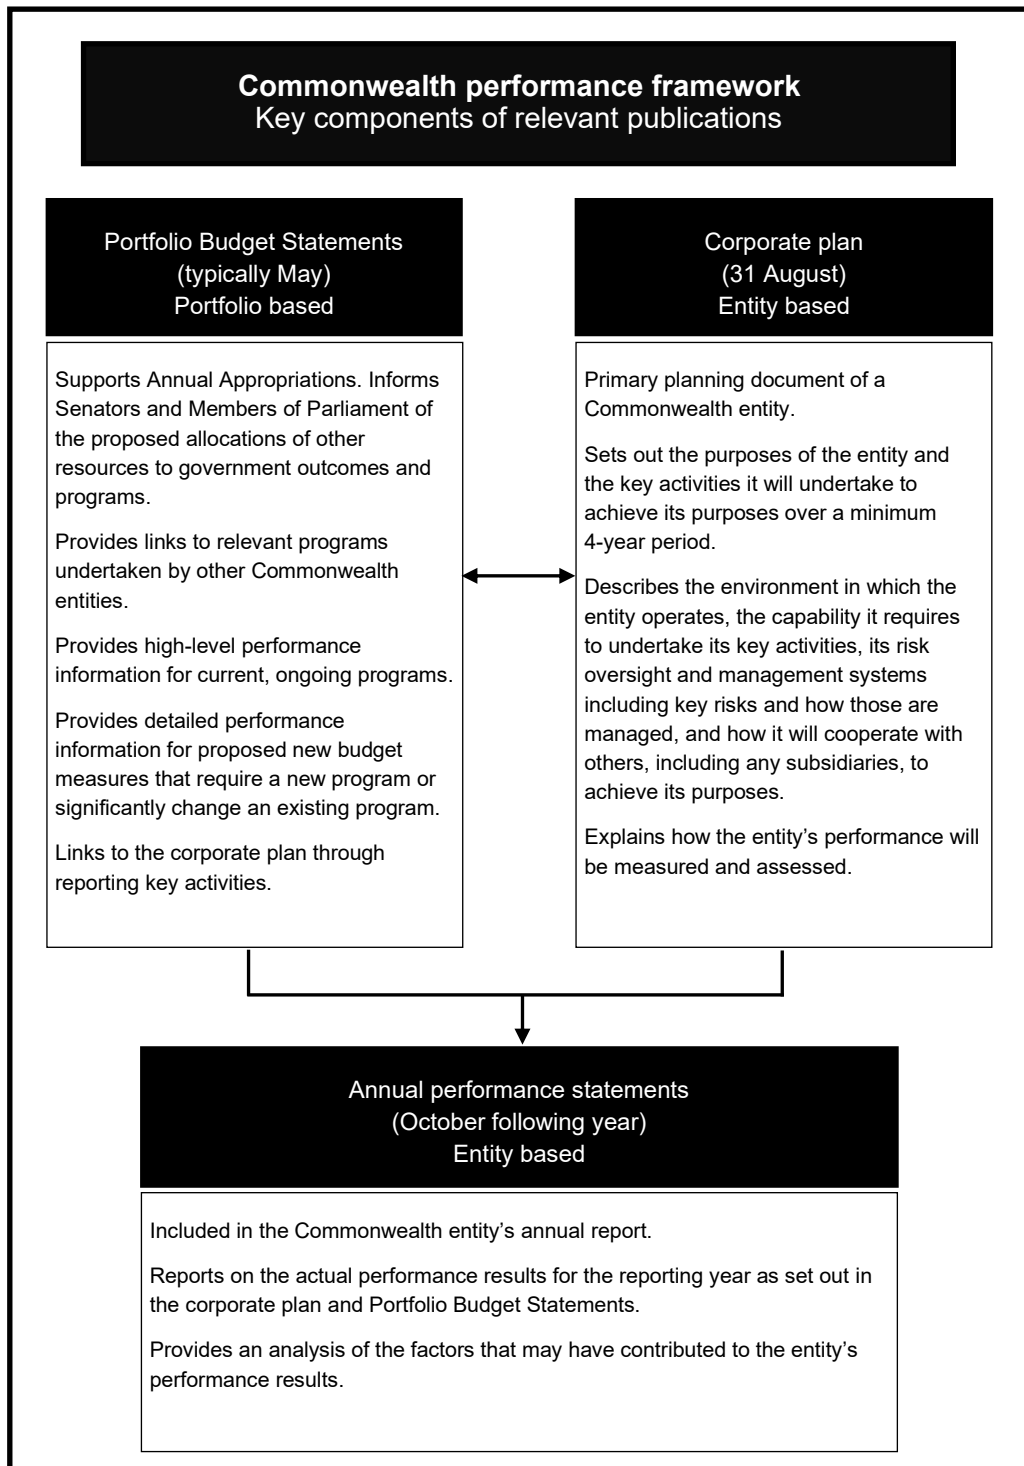 Commonwealth performance framework
Key components of relevant publications
Portfolio Budget Statements
(typically May)
Portfolio based
Supports Annual Appropriations. Informs
Senators and Members of Parliament of
the proposed allocations of other
resources to government outcomes and
programs.
Provides links to relevant programs
undertaken by other Commonwealth
entities.
Provides high-level performance
information for current, ongoing programs.
Provides detailed performance
information for proposed new budget
measures that require a new program or
significantly change an existing program.
Links to the corporate plan through
reporting key activities.
Corporate plan
(31 August)
Entity based
Primary planning document of a
Commonwealth entity.
Sets out the purposes of the entity and
the key activities it will undertake to
achieve its purposes over a minimum
4-year period.
Describes the environment in which the
entity operates, the capability it requires
to undertake its key activities, its risk
oversight and management systems
including key risks and how those are
managed, and how it will cooperate with
others, including any subsidiaries, to
achieve its purposes.
Explains how the entity’s performance will
be measured and assessed.
Annual performance statements
(October following year)
Entity based
Included in the Commonwealth entity’s annual report.
Reports on the actual performance results for the reporting year as set out in
the corporate plan and Portfolio Budget Statements.
Provides an analysis of the factors that may have contributed to the entity’s
performance results.